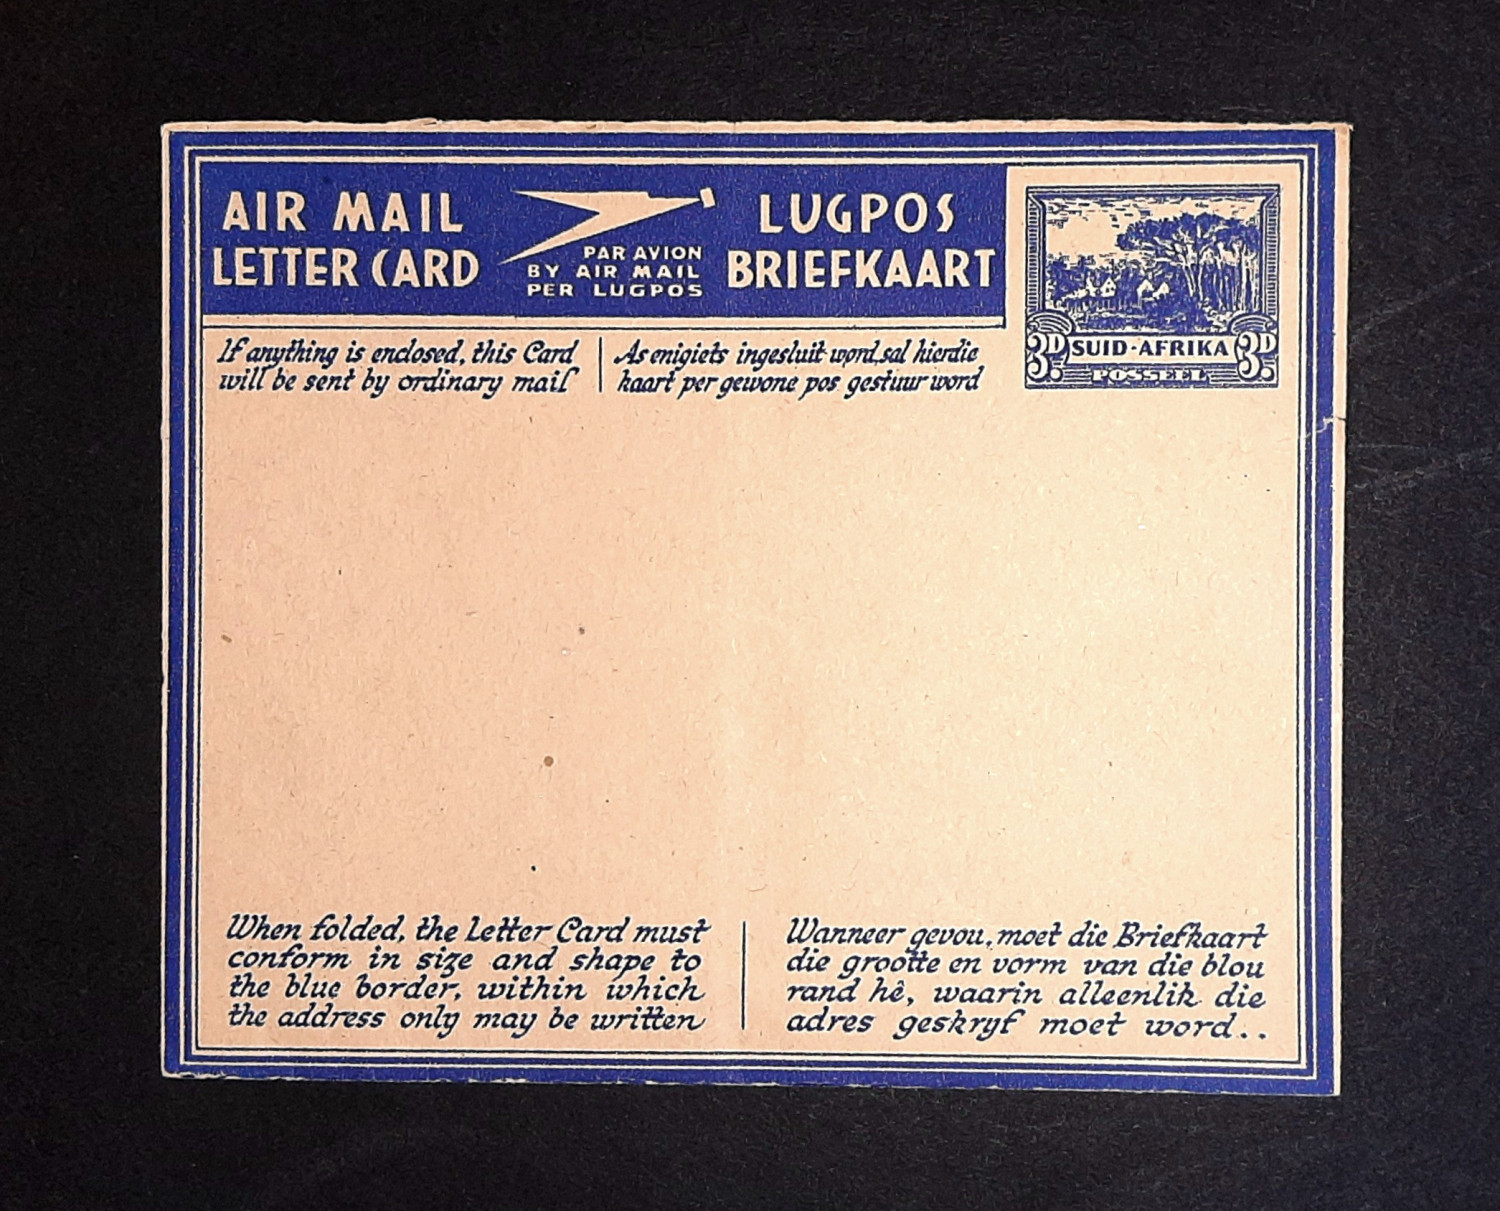 AIR MAIL
LETTER CARD
PAR AVION
BY AIR MAIL
PER LUGPOS
LUGPOS
BRIEFKAART
3D SUID-AFRIKA 3D
POSSEEL
If anything is enclosed, this Card
will be sent by ordinary mail
As enigiets ingesluit word, sal hierdie
kaart per gewone pos gestuur word
When folded, the Letter Card must
conform in size and shape to
the blue border, within which
the address only may be written
Wanneer gevou, moet die Briefkaart
die grootte en vorm van die blou
rand hê, waarin alleenlik die
adres geskryf moet word..